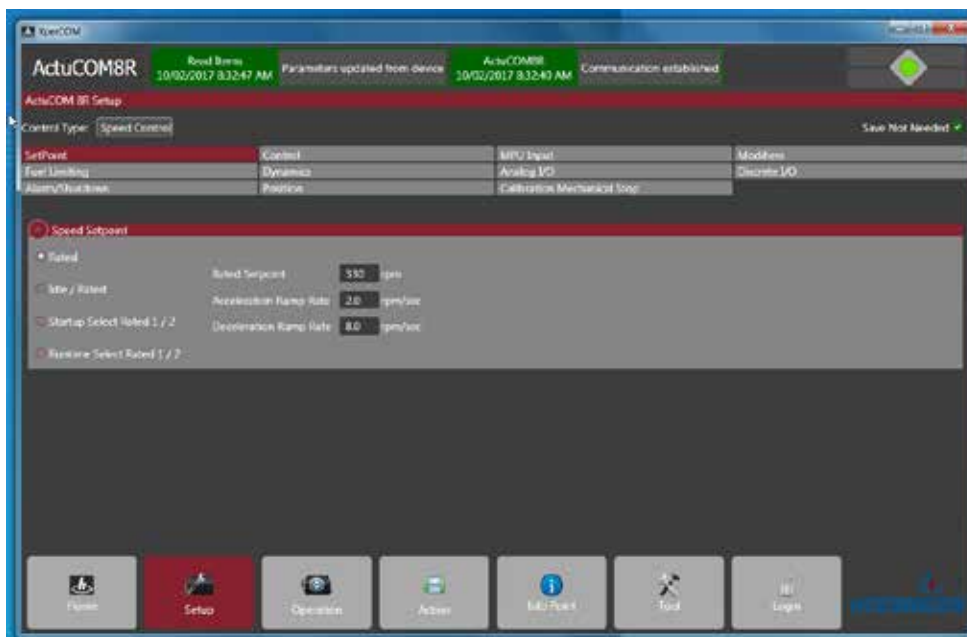 XperCOM
ActuCOM8R
Read Items
10/02/2017 8:32:47 AM
Parameters updated from device
ActuCOM8R
10/02/2017 8:32:40 AM
Communication established
ActuCOM 8R Setup
Control Type: Speed Control
Save Not Needed
SetPoint Control MPU Input Modifiers
Fuel Limiting Dynamics Analog I/O Discrete I/O
Alarm/Shutdown Position Calibration Mechanical Stop
Speed Setpoint
Rated
Idle / Rated
Startup Select Rated 1 / 2
Runtime Select Rated 1 / 2
Rated Setpoint 330 rpm
Acceleration Ramp Rate 2.0 rpm/sec
Deceleration Ramp Rate 8.0 rpm/sec
Home Setup Operation Action Info Point Tool Login